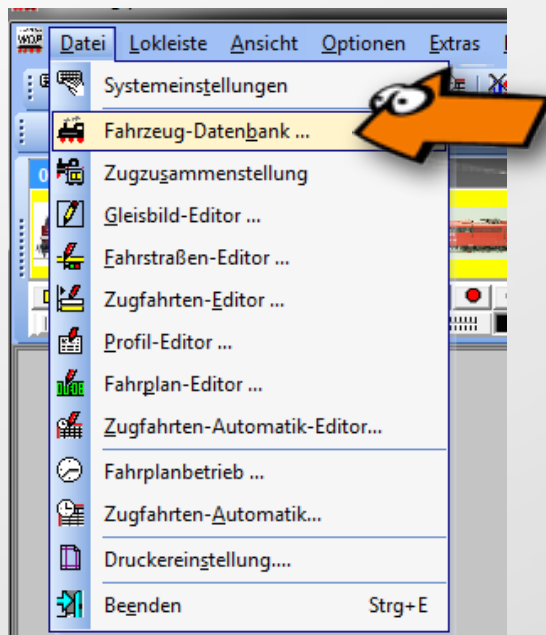 WDP Datei Lokleiste Ansicht Optionen Extras
Systemeinstellungen
Fahrzeug-Datenbank ...
Zugzusammenstellung
Gleisbild-Editor ...
Fahrstraßen-Editor ...
Zugfahrten-Editor ...
Profil-Editor ...
Fahrplan-Editor ...
Zugfahrten-Automatik-Editor...
Fahrplanbetrieb ...
Zugfahrten-Automatik...
Druckereinstellung....
Beenden Strg+E